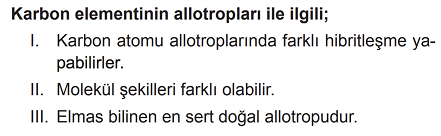 Karbon elementinin allotropları ile ilgili;
I. Karbon atomu allotroplarında farklı hibritleşme ya-
pabilirler.
II. Molekül şekilleri farklı olabilir.
III. Elmas bilinen en sert doğal allotropudur.